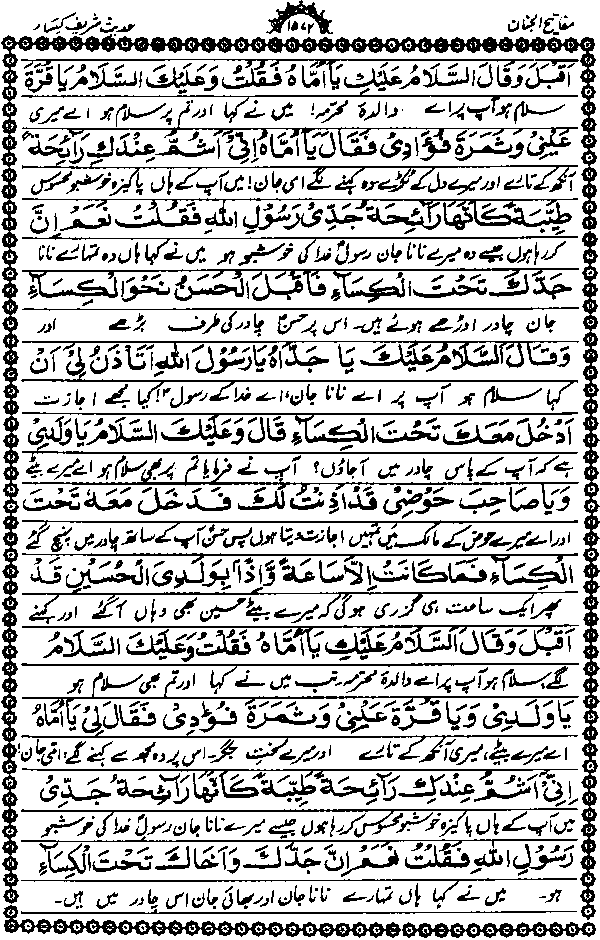 مفاتیح الجنان ۱۵۷۲ حدیث شریف کساء
اَقْبَلَ وَقَالَ السَّلَامُ عَلَيْكِ يَا اُمَّاهُ فَقُلْتُ وَعَلَيْكَ السَّلَامُ يَا قُرَّةَ
سلام ہو آپ پر اے والدۂ محترمہ! میں نے کہا اور تم پر سلام ہو اے میری
عَيْنِيْ وَثَمَرَةَ فُؤَادِيْ فَقَالَ يَا اُمَّاهُ اِنِّيْ اَشَمُّ عِنْدَكِ رَائِحَةً
آنکھ کے تارے اور میرے دل کے ٹکڑے وہ کہنے لگے امی جان! میں آپ کے ہاں پاکیزہ خوشبو محسوس
طَيِّبَةً كَاَنَّهَا رَائِحَةُ جَدِّيْ رَسُوْلِ اللهِ فَقُلْتُ نَعَمْ اِنَّ
کر رہا ہوں جیسے وہ میرے نانا جان رسول خدا کی خوشبو ہو میں نے کہا ہاں وہ تمہارے نانا
جَدَّكَ تَحْتَ الْكِسَاءِ فَاَقْبَلَ الْحَسَنُ نَحْوَ الْكِسَاءِ
جان چادر اوڑھے ہوئے ہیں۔ اس پر حسن چادر کی طرف بڑھے اور
وَقَالَ اَلسَّلَامُ عَلَيْكَ يَا جَدَّاهُ يَا رَسُوْلَ اللهِ اَتَأْذَنُ لِيْ اَنْ
کہا سلام ہو آپ پر اے نانا جان، اے خدا کے رسول! کیا مجھے اجازت
اَدْخُلَ مَعَكَ تَحْتَ الْكِسَاءِ قَالَ وَعَلَيْكَ السَّلَامُ يَا وَلَدِيْ
ہے کہ آپ کے پاس چادر میں آجاؤں؟ آپ نے فرمایا تم پر بھی سلام ہو اے میرے بیٹے
وَيَا صَاحِبَ حَوْضِيْ قَدْ اَذِنْتُ لَكَ فَدَخَلَ مَعَهُ تَحْتَ
اور اے میرے حوض کے مالک میں تمہیں اجازت دیتا ہوں پس حسن آپ کے ساتھ چادر میں پہنچ گئے
الْكِسَاءِ فَمَا كَانَتْ اِلَّا سَاعَةً وَّاِذَا بِوَلَدِيَ الْحُسَيْنِ قَدْ
پھر ایک ساعت ہی گزری ہوگی کہ میرے بیٹے حسین بھی وہاں آگئے اور کہنے
اَقْبَلَ وَقَالَ اَلسَّلَامُ عَلَيْكِ يَا اُمَّاهُ فَقُلْتُ وَعَلَيْكَ السَّلَامُ
لگے سلام ہو آپ پر اے والدۂ محترمہ۔ تب میں نے کہا اور تم بھی سلام ہو
يَا وَلَدِيْ وَيَا قُرَّةَ عَيْنِيْ وَثَمَرَةَ فُؤَادِيْ فَقَالَ لِيْ يَا اُمَّاهُ
اے میرے بیٹے، میری آنکھ کے تارے اور میرے لخت جگر۔ اس پر وہ مجھ سے کہنے لگے: امی جان!
اِنِّيْ اَشَمُّ عِنْدَكِ رَائِحَةً طَيِّبَةً كَاَنَّهَا رَائِحَةُ جَدِّيْ
میں آپ کے ہاں پاکیزہ خوشبو محسوس کر رہا ہوں جیسے میرے نانا جان رسول خدا کی خوشبو
رَسُوْلِ اللهِ فَقُلْتُ نَعَمْ اِنَّ جَدَّكَ وَاَخَاكَ تَحْتَ الْكِسَاءِ
ہو۔ میں نے کہا ہاں تمہارے نانا جان اور بھائی جان اس چادر میں ہیں۔